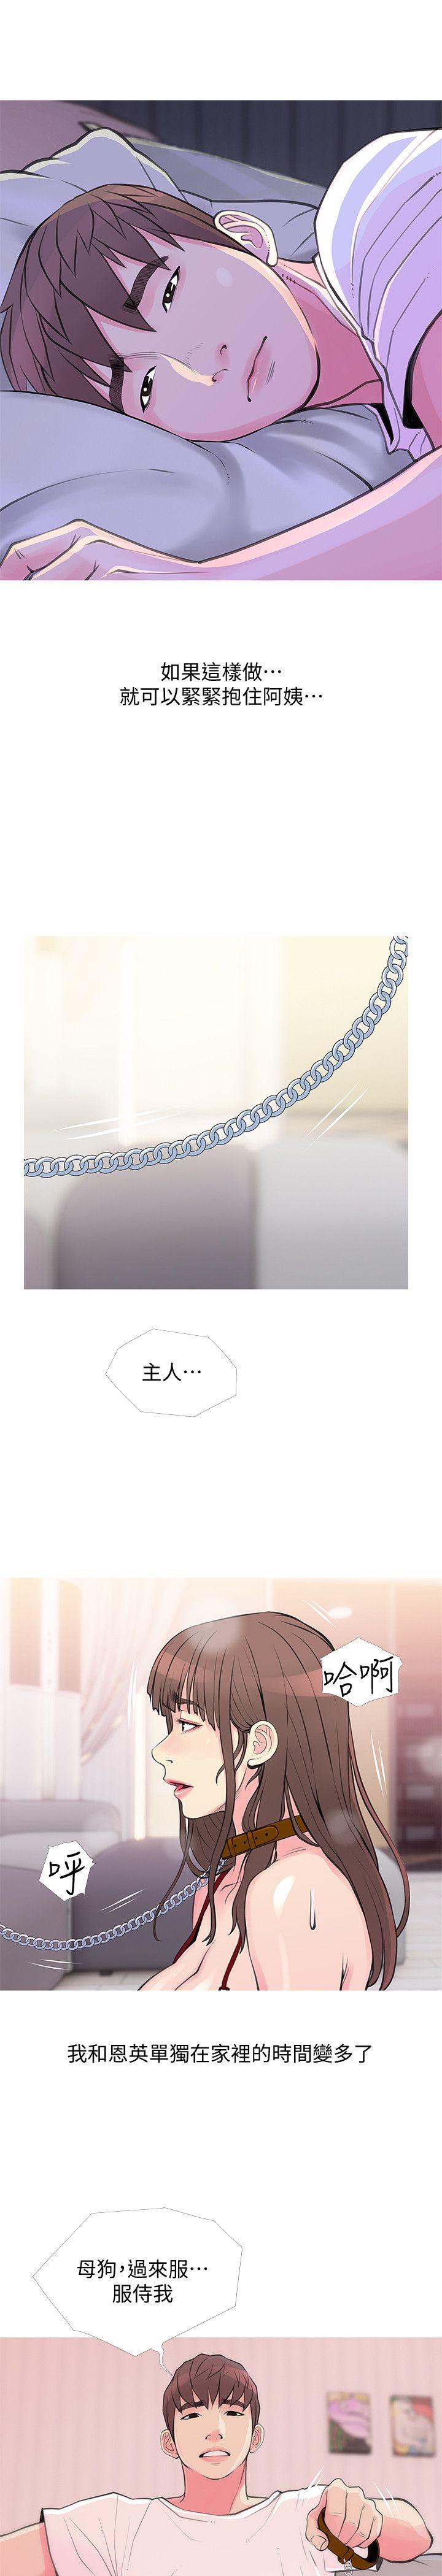 如果這樣做⋯
就可以緊緊抱住阿姨⋯
主人⋯
哈啊
呼
我和恩英單獨在家裡的時間變多了
母狗,過來服⋯
服侍我